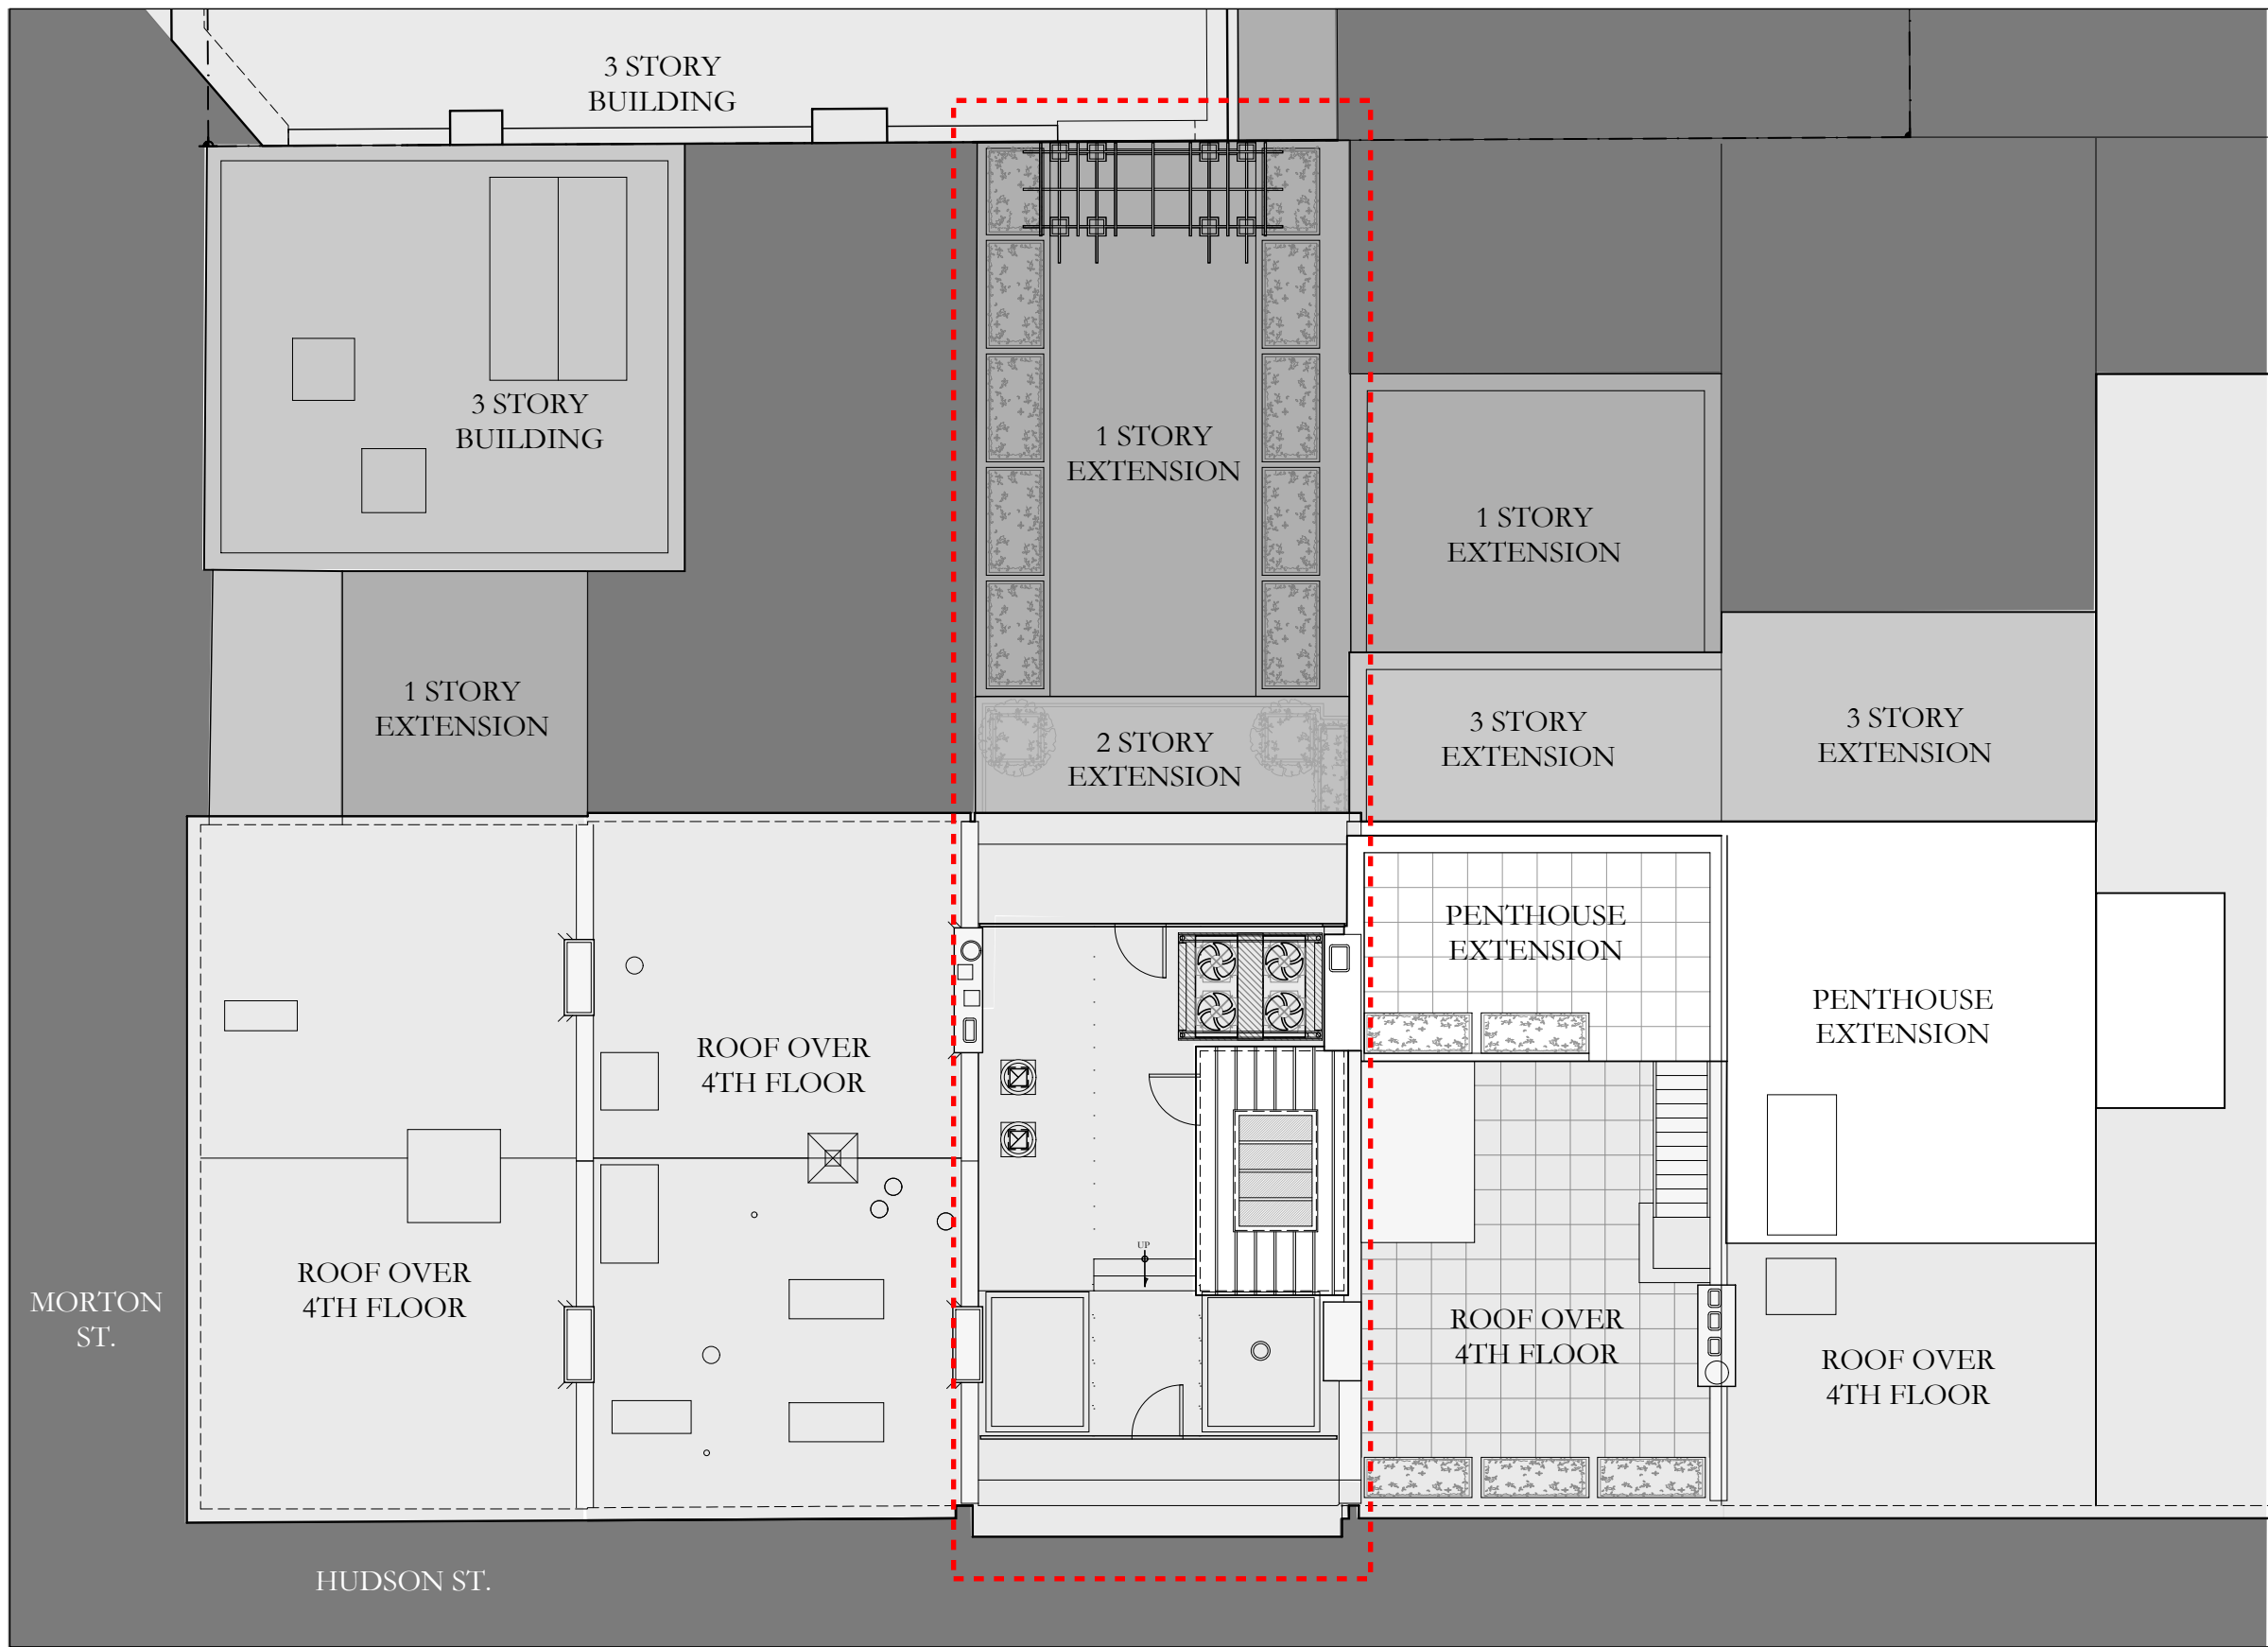 3 STORY
BUILDING
3 STORY
BUILDING
1 STORY
EXTENSION
1 STORY
EXTENSION
1 STORY
EXTENSION
2 STORY
EXTENSION
3 STORY
EXTENSION
3 STORY
EXTENSION
PENTHOUSE
EXTENSION
PENTHOUSE
EXTENSION
ROOF OVER
4TH FLOOR
UP
ROOF OVER
4TH FLOOR
MORTON
ST.
ROOF OVER
4TH FLOOR
ROOF OVER
4TH FLOOR
HUDSON ST.